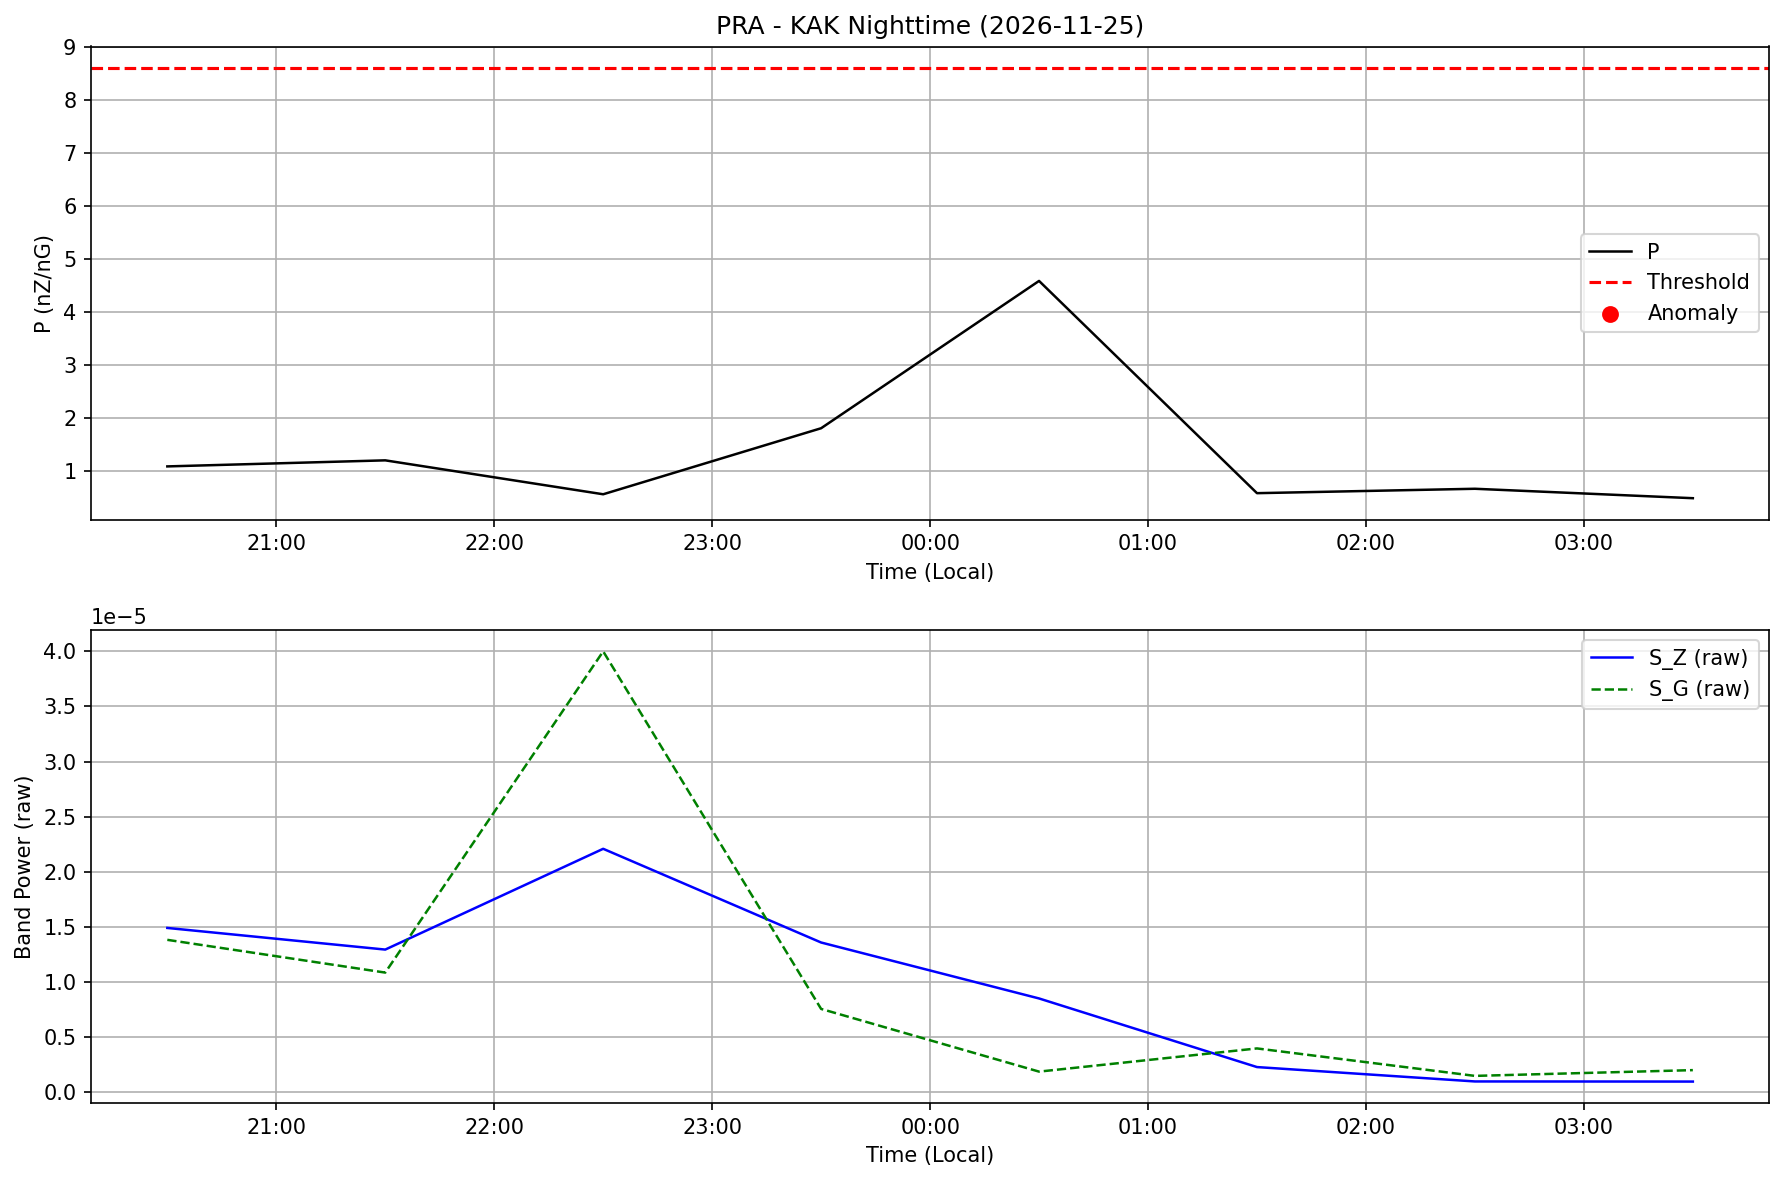 PRA - KAK Nighttime (2026-11-25)
P (nZ/nG)
9
8
7
6
5
4
3
2
1
P
Threshold
Anomaly
21:00 22:00 23:00 00:00 01:00 02:00 03:00
Time (Local)
1e−5
Band Power (raw)
4.0
3.5
3.0
2.5
2.0
1.5
1.0
0.5
0.0
S_Z (raw)
S_G (raw)
21:00 22:00 23:00 00:00 01:00 02:00 03:00
Time (Local)